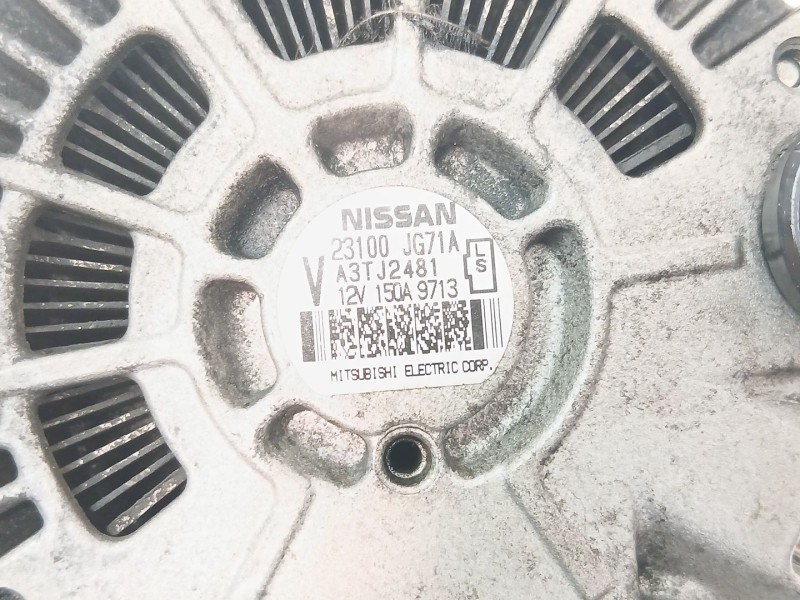 NISSAN
23100 JG71A
V A3TJ2481
12V 150A 9713
L
S
MITSUBISHI ELECTRIC CORP.